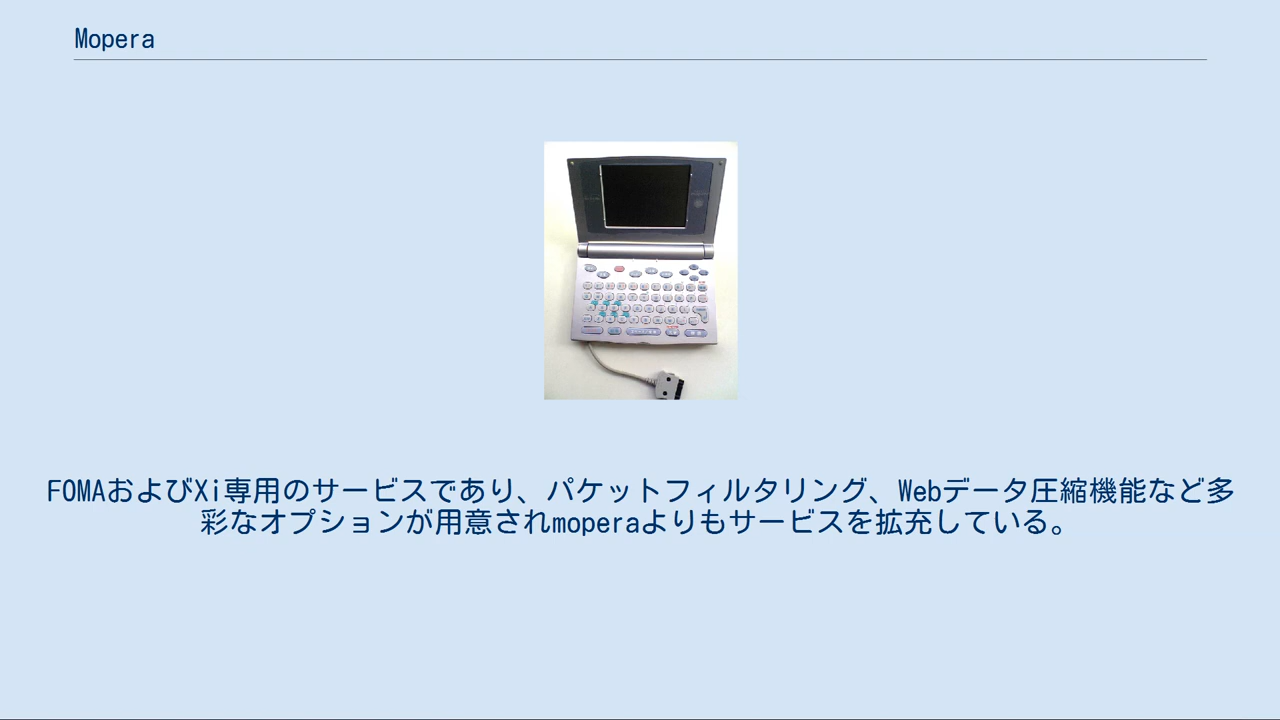 Mopera
FOMAおよびXi専用のサービスであり、パケットフィルタリング、Webデータ圧縮機能など多
彩なオプションが用意されmoperaよりもサービスを拡充している。